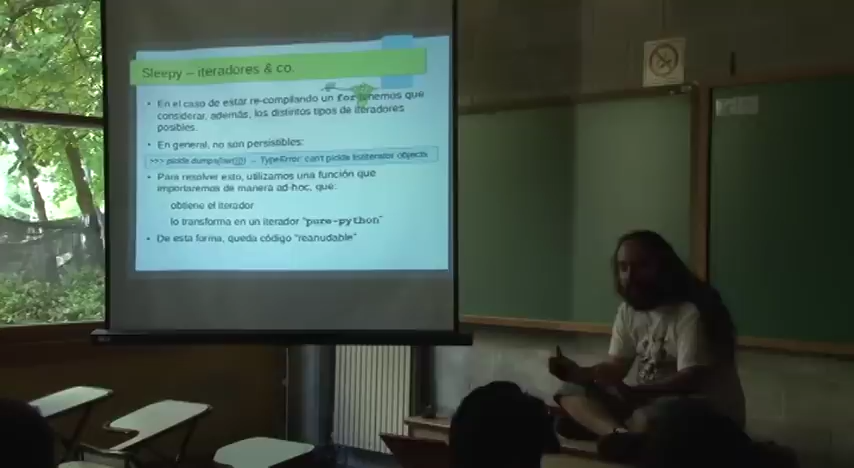 Sleepy – iteradores & co.
• En el caso de estar re-compilando un for tenemos que
considerar, además, los distintos tipos de iteradores
posibles.
• En general, no son persistibles:
>>> pickle.dumps(iter([])) – TypeError: can't pickle listiterator objects
• Para resolver esto, utilizamos una función que
importaremos de manera ad-hoc, que:
obtiene el iterador
lo transforma en un iterador "pure-python"
• De esta forma, queda código "reanudable"